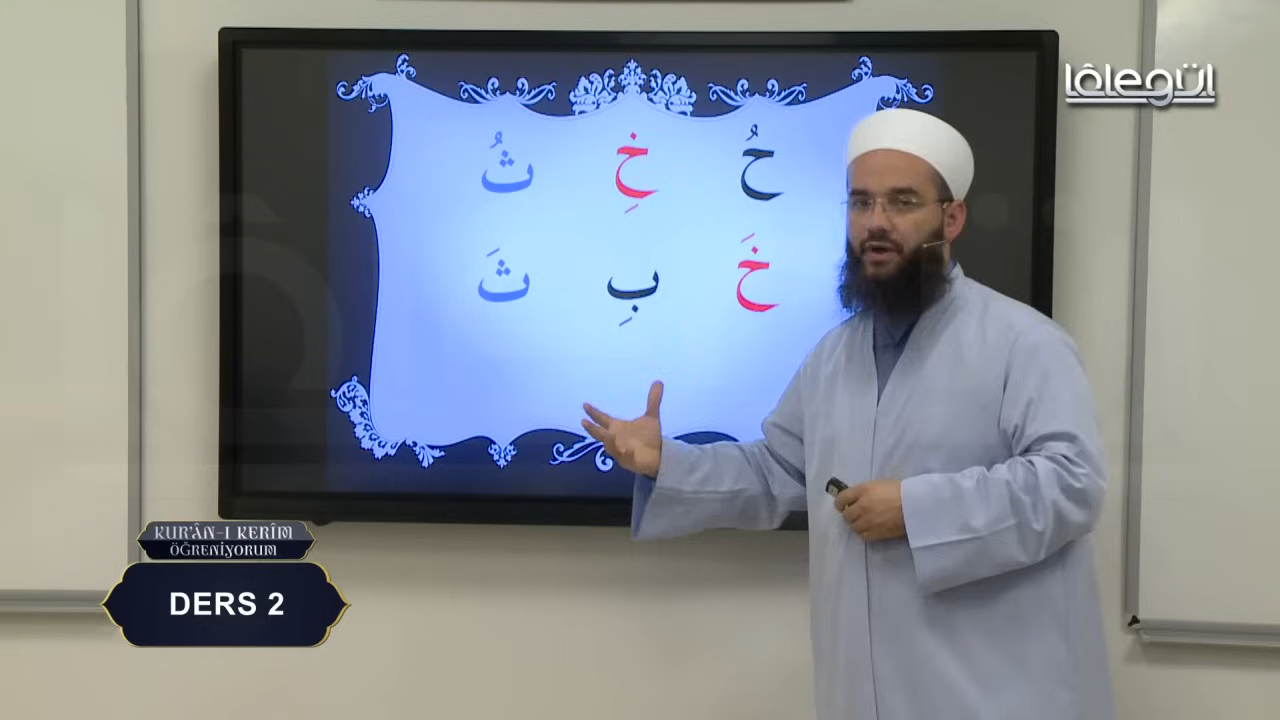 lâlegül
حُ خِ ثُ
خَ بِ ثَ
KUR'ÂN-I KERÎM
ÖĞRENİYORUM
DERS 2